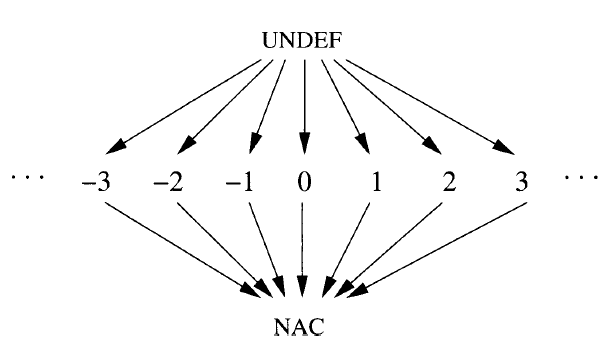 UNDEF
··· –3 –2 –1 0 1 2 3 ···
NAC